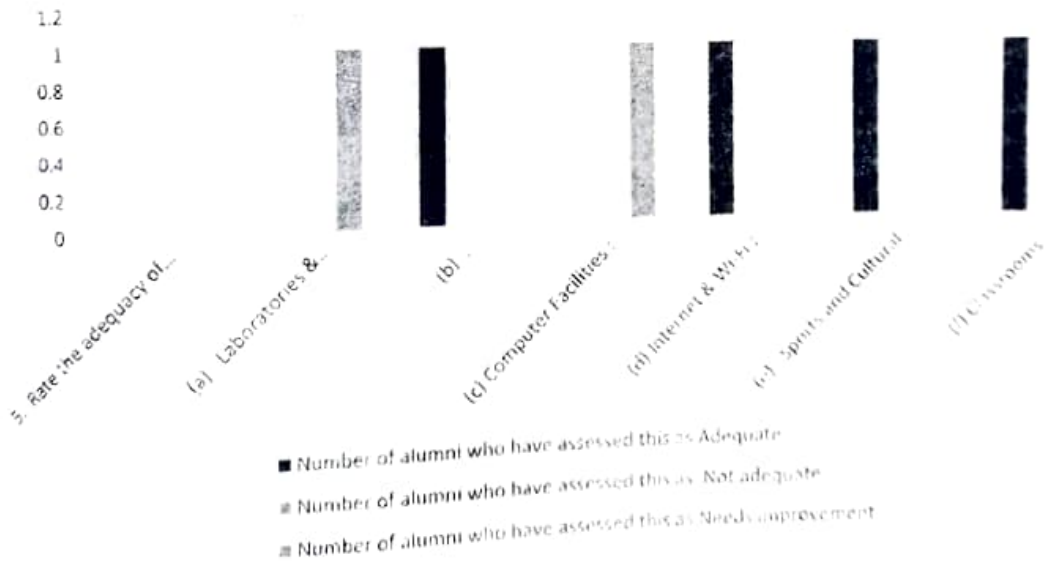 1.2
1
0.8
0.6
0.4
0.2
0
5. Rate the adequacy of...
(a) Laboratories &..
(b) .
(c) Computer Facilities :
(d) Internet & Wi-Fi :
(e) Sports and Cultural
(f) Classrooms
Number of alumni who have assessed this as Adequate
Number of alumni who have assessed this as Not adequate
Number of alumni who have assessed this as Needs improvement